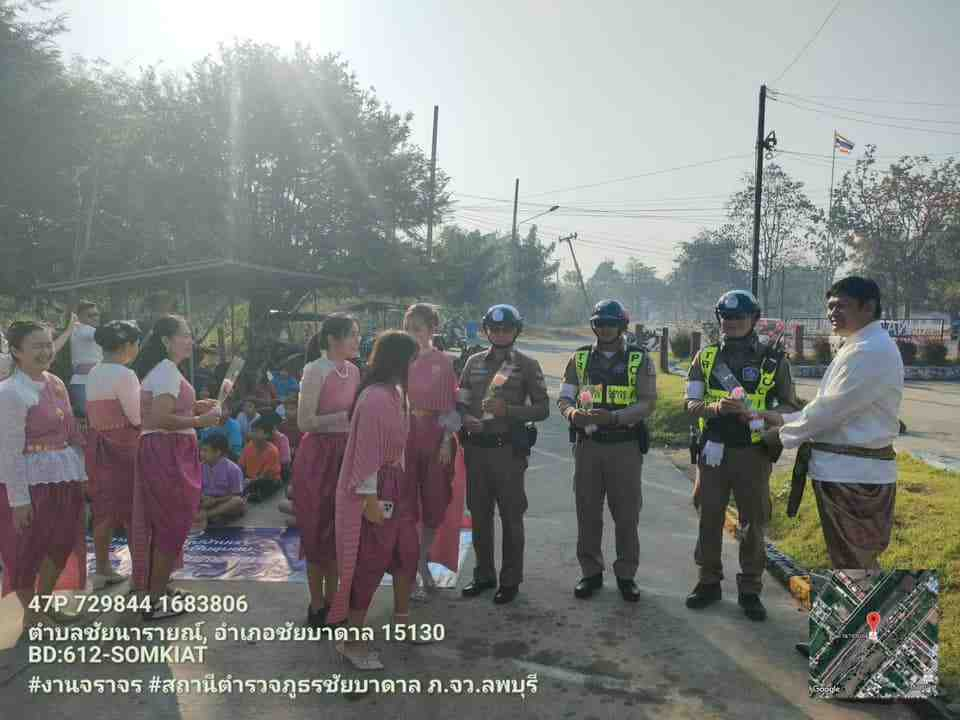 47P 729844 1683806
ตำบลชัยนารายณ์, อำเภอชัยบาดาล 15130
BD:612-SOMKIAT
#งานจราจร #สถานีตำรวจภูธรชัยบาดาล ภ.จว.ลพบุรี
Google